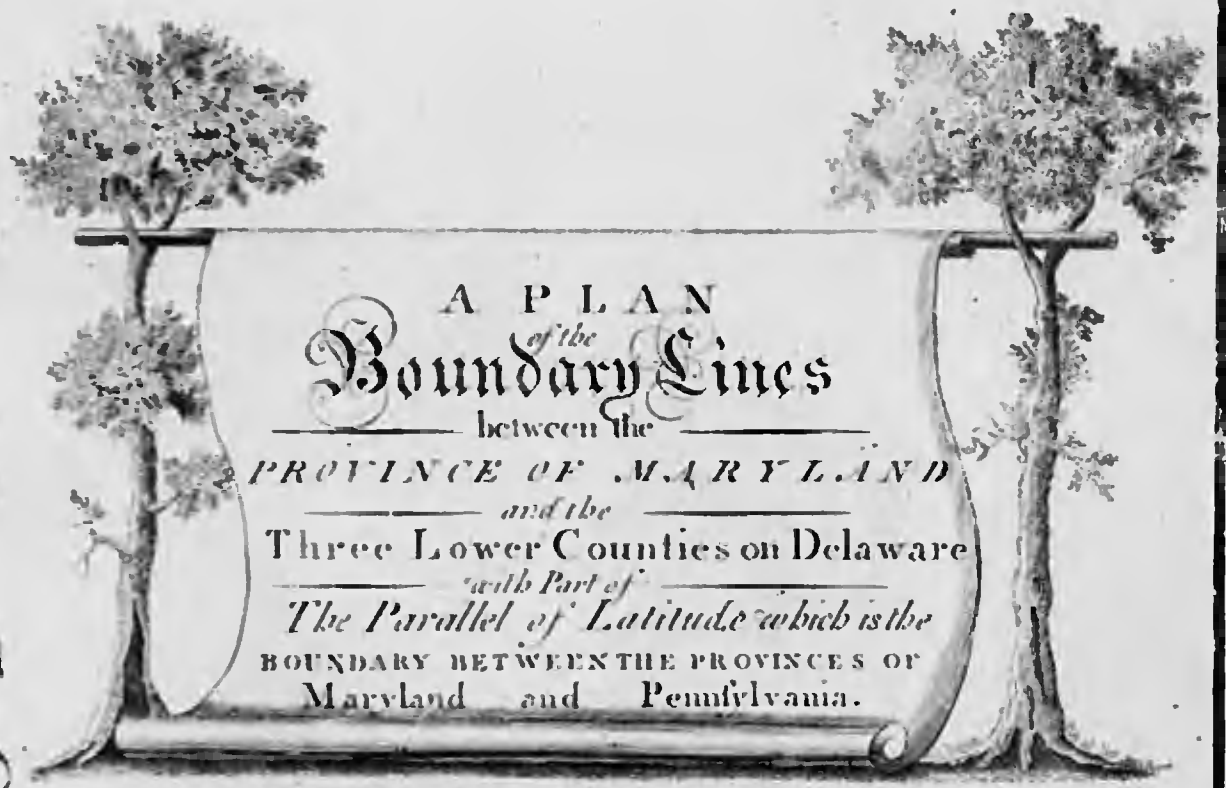 A PLAN
of the
Boundary Lines
between the
PROVINCE OF MARYLAND
and the
Three Lower Counties on Delaware
with Part of
The Parallel of Latitude which is the
BOUNDARY BETWEEN THE PROVINCES OF
Maryland and Pennſylvania.